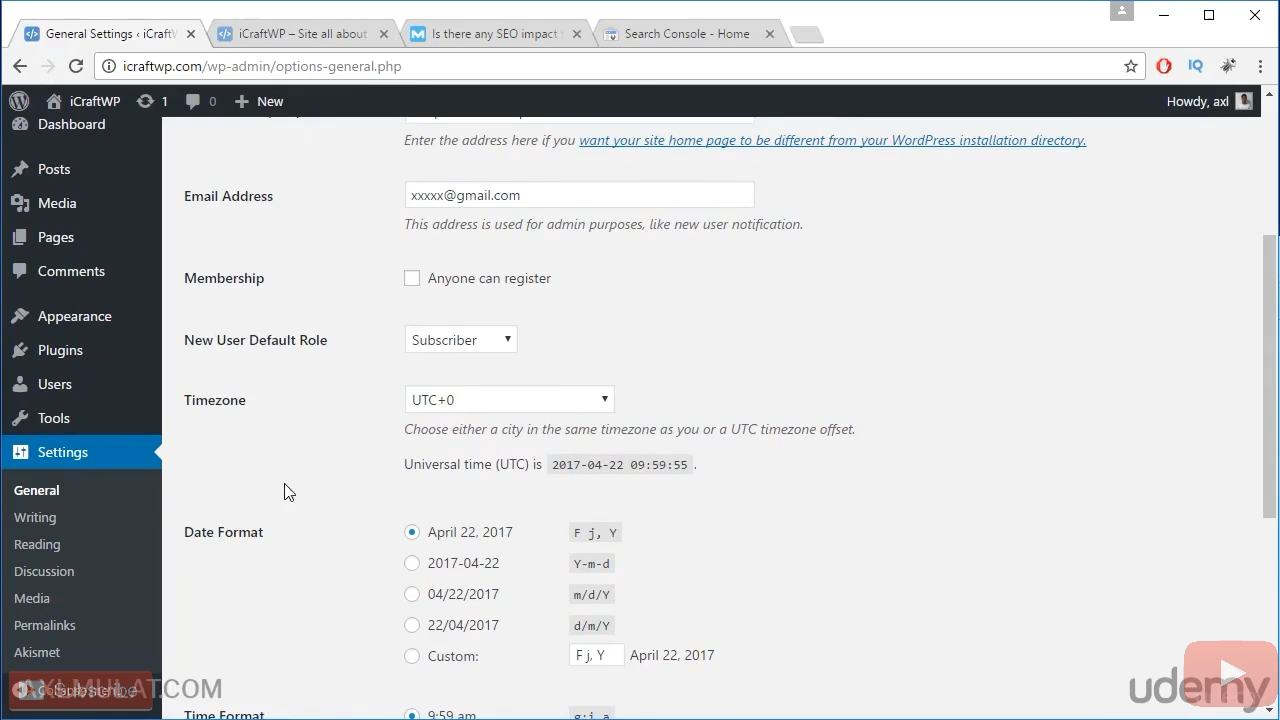 General Settings ‹ iCraftW
iCraftWP – Site all about
Is there any SEO impact
Search Console - Home
icraftwp.com/wp-admin/options-general.php
IQ
iCraftWP
1
0
New
Howdy, axl
Dashboard
Posts
Media
Pages
Comments
Appearance
Plugins
Users
Tools
Settings
General
Writing
Reading
Discussion
Media
Permalinks
Akismet
Enter the address here if you want your site home page to be different from your WordPress installation directory.
Email Address
xxxxx@gmail.com
This address is used for admin purposes, like new user notification.
Membership
Anyone can register
New User Default Role
Subscriber
Timezone
UTC+0
Choose either a city in the same timezone as you or a UTC timezone offset.
Universal time (UTC) is 2017-04-22 09:59:55 .
Date Format
April 22, 2017 F j, Y
2017-04-22 Y-m-d
04/22/2017 m/d/Y
22/04/2017 d/m/Y
Custom: F j, Y April 22, 2017
Time Format
9:59 am g:i a
udemy